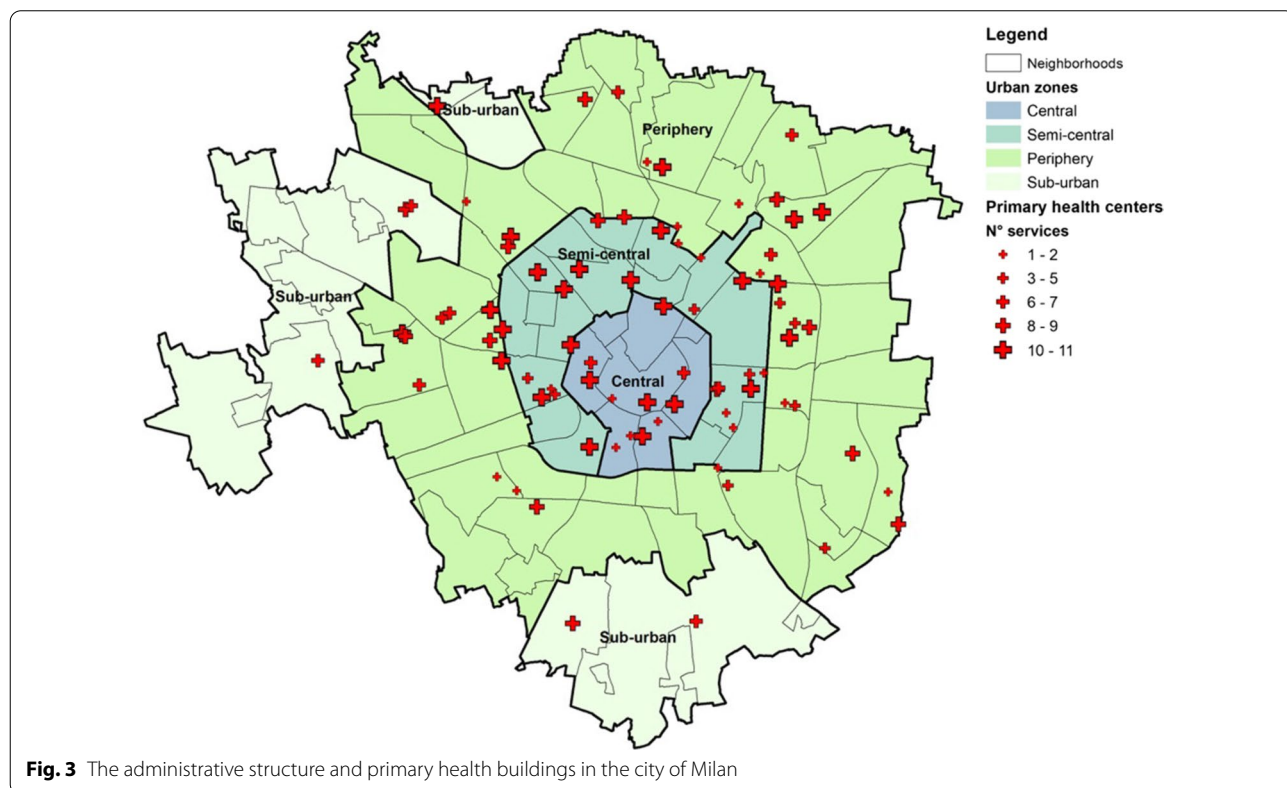 Legend
Neighborhoods
Urban zones
Central
Semi-central
Periphery
Sub-urban
Primary health centers
N° services
1 - 2
3 - 5
6 - 7
8 - 9
10 - 11
Sub-urban
Periphery
Semi-central
Sub-urban
Central
Sub-urban
Fig. 3 The administrative structure and primary health buildings in the city of Milan